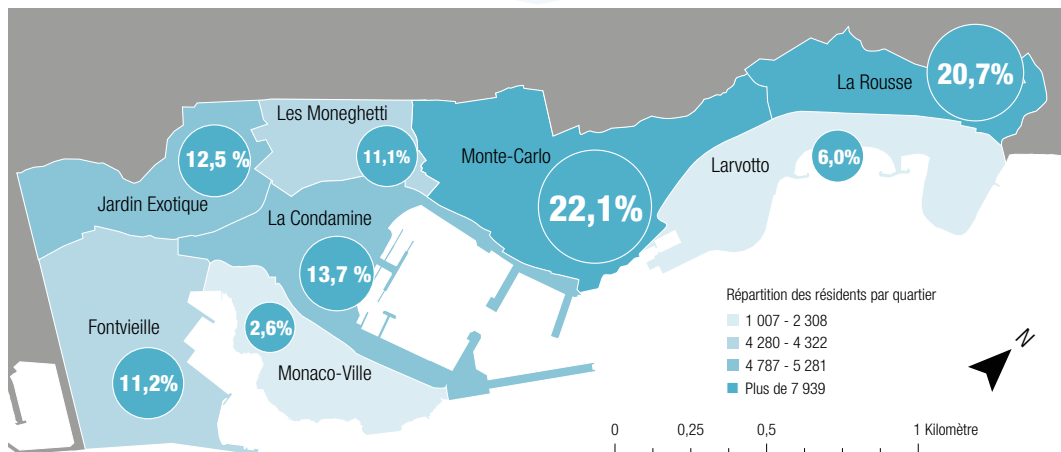 La Rousse
20,7%
Les Moneghetti
11,1%
12,5 %
Monte-Carlo
Larvotto
6,0%
Jardin Exotique
La Condamine
22,1%
13,7 %
Fontvieille
2,6%
11,2%
Monaco-Ville
Répartition des résidents par quartier
1 007 - 2 308
4 280 - 4 322
4 787 - 5 281
Plus de 7 939
N
0 0,25 0,5 1 Kilomètre